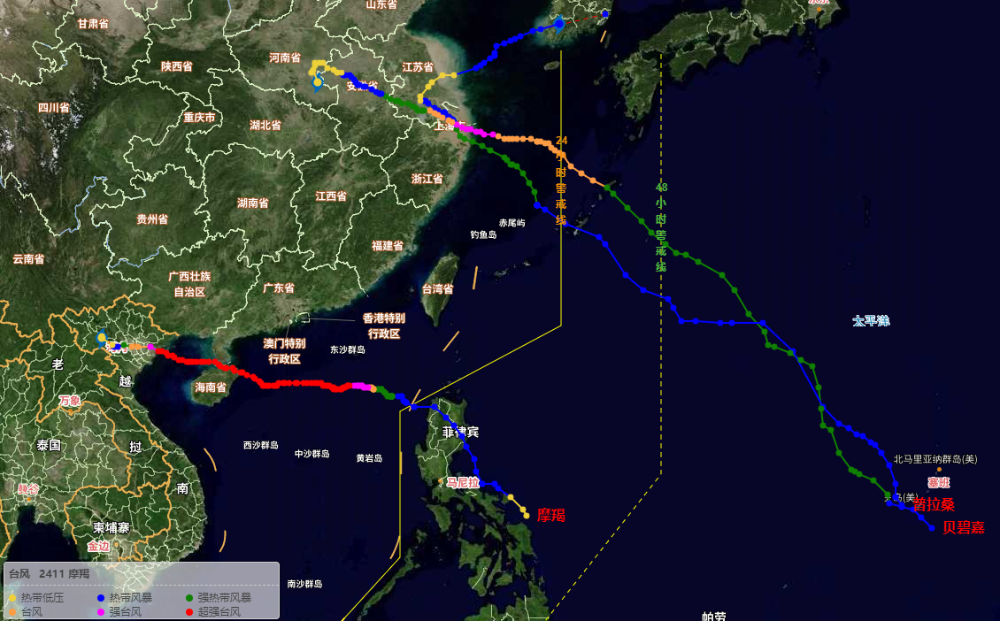 山东省
甘肃省
河南省
陕西省
江苏省
安徽省
四川省
重庆市
湖北省
上海
24
小
时
警
戒
线
浙江省
48
小
时
警
戒
线
江西省
湖南省
贵州省
赤尾屿
钓鱼岛
福建省
云南省
广西壮族
自治区
广东省
台湾省
香港特别
行政区
太平洋
澳门特别
行政区
东沙群岛
老
越
海南省
万象
菲律宾
泰国
挝
西沙群岛
中沙群岛
黄岩岛
北马里亚纳群岛(美)
南
曼谷
马尼拉
塞班
岛(美)
普拉桑
摩羯
柬埔寨
贝碧嘉
金边
南沙群岛
帕劳
台风 2411 摩羯
热带低压
热带风暴
强热带风暴
台风
强台风
超强台风